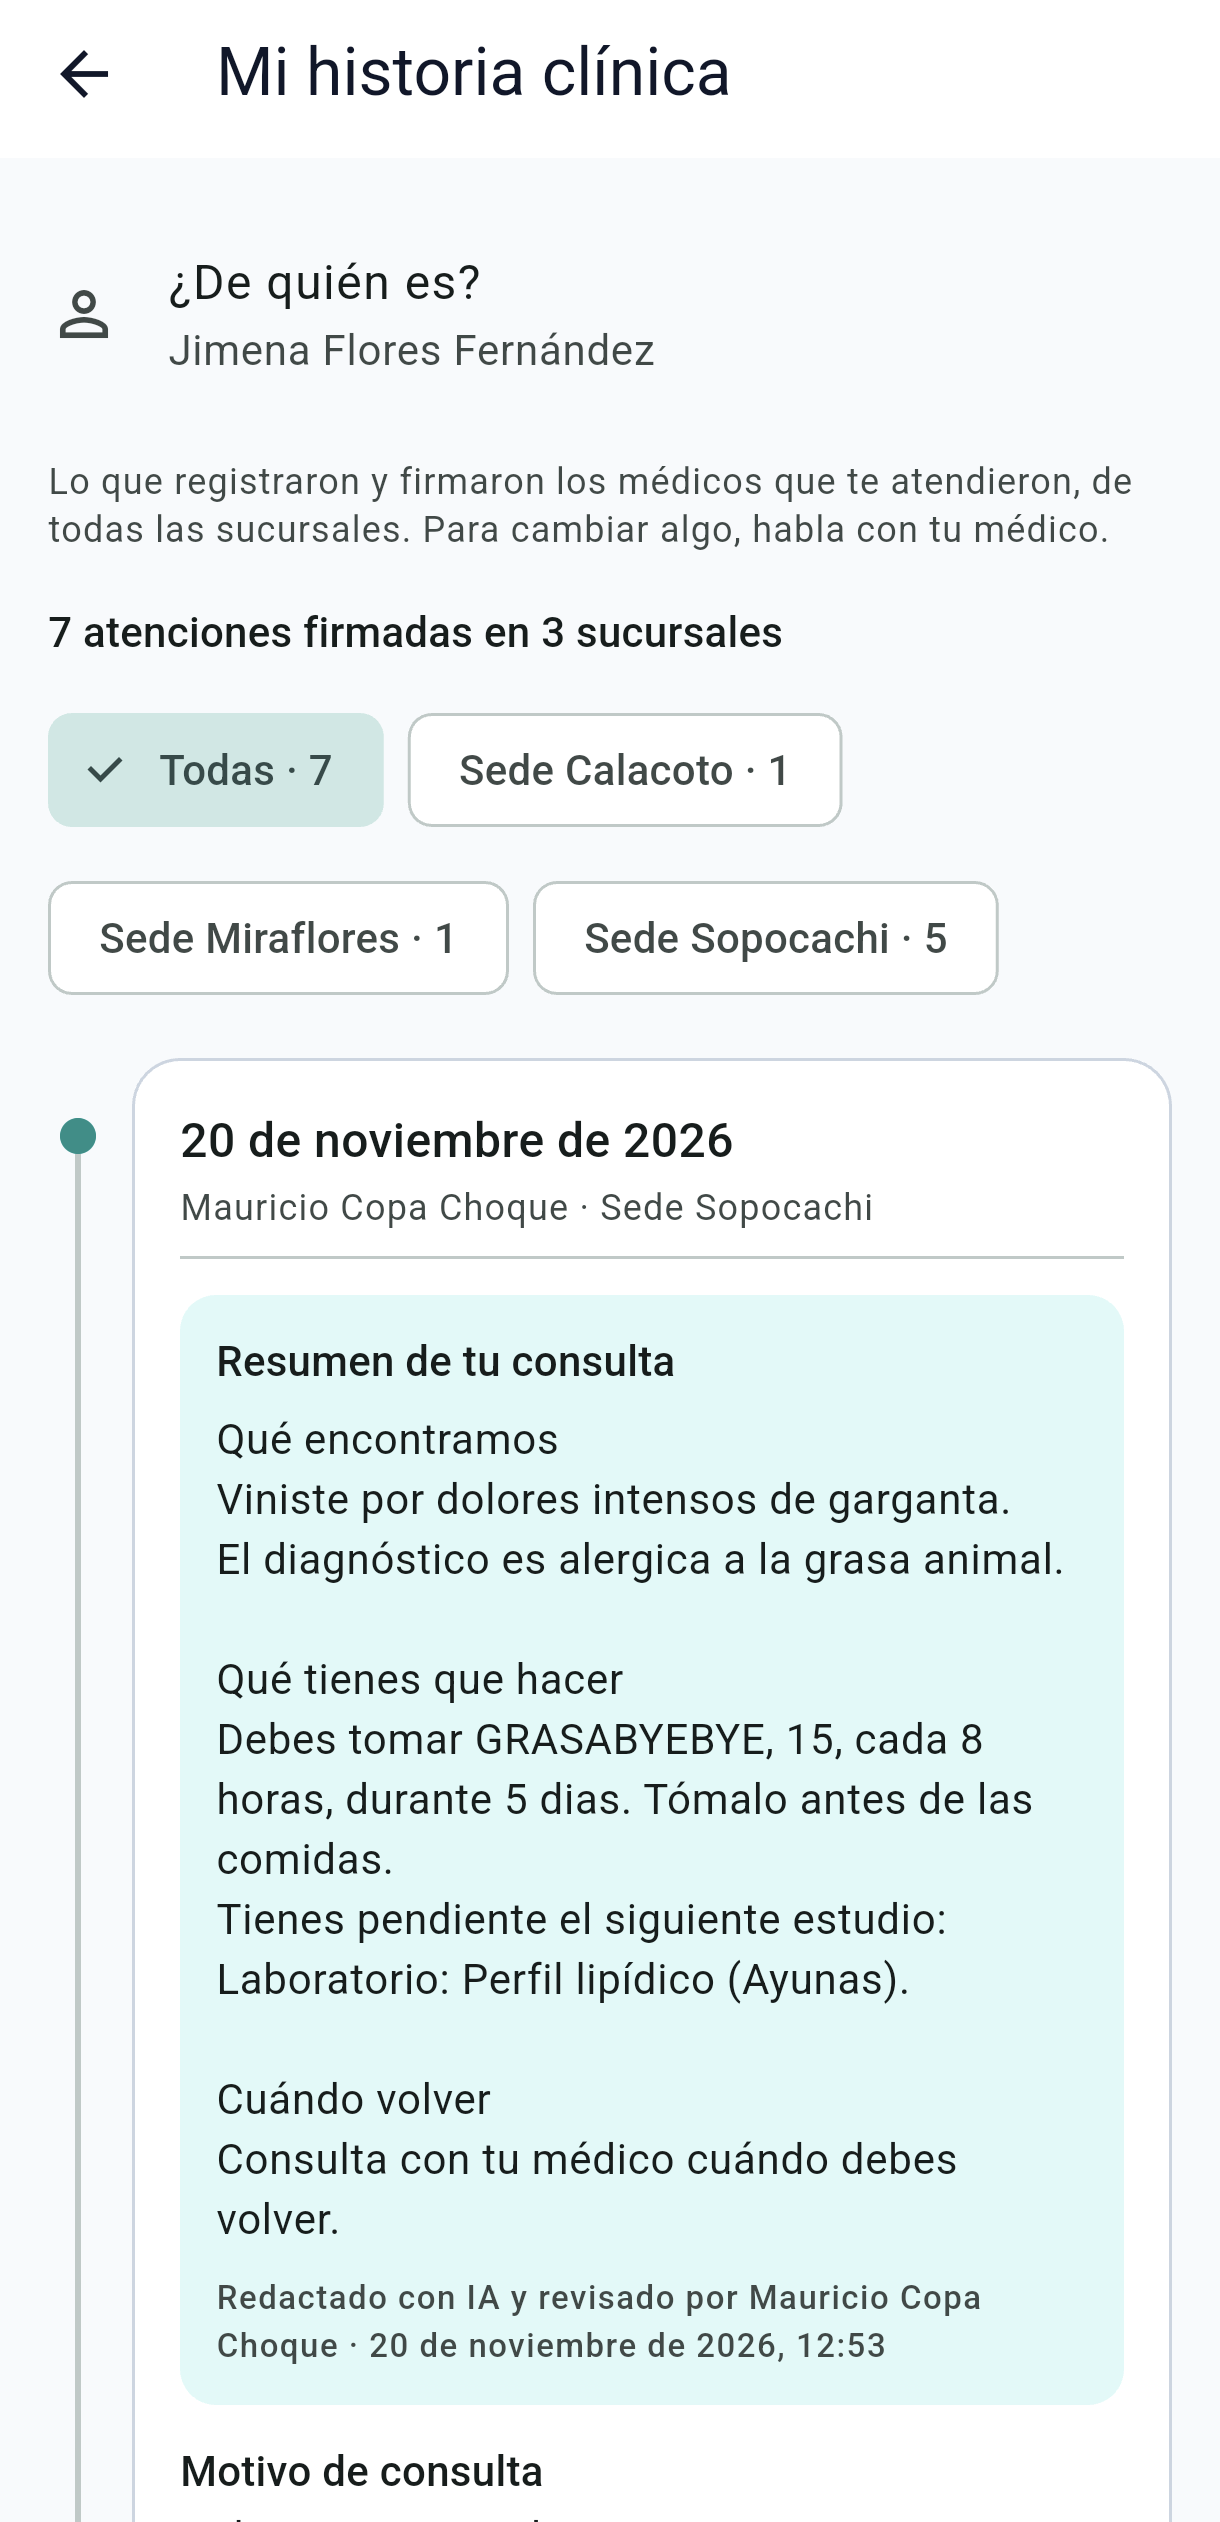 Mi historia clínica
¿De quién es?
Jimena Flores Fernández
Lo que registraron y firmaron los médicos que te atendieron, de
todas las sucursales. Para cambiar algo, habla con tu médico.
7 atenciones firmadas en 3 sucursales
Todas · 7
Sede Calacoto · 1
Sede Miraflores · 1
Sede Sopocachi · 5
20 de noviembre de 2026
Mauricio Copa Choque · Sede Sopocachi
Resumen de tu consulta
Qué encontramos
Viniste por dolores intensos de garganta.
El diagnóstico es alergica a la grasa animal.
Qué tienes que hacer
Debes tomar GRASABYEBYE, 15, cada 8
horas, durante 5 dias. Tómalo antes de las
comidas.
Tienes pendiente el siguiente estudio:
Laboratorio: Perfil lipídico (Ayunas).
Cuándo volver
Consulta con tu médico cuándo debes
volver.
Redactado con IA y revisado por Mauricio Copa
Choque · 20 de noviembre de 2026, 12:53
Motivo de consulta